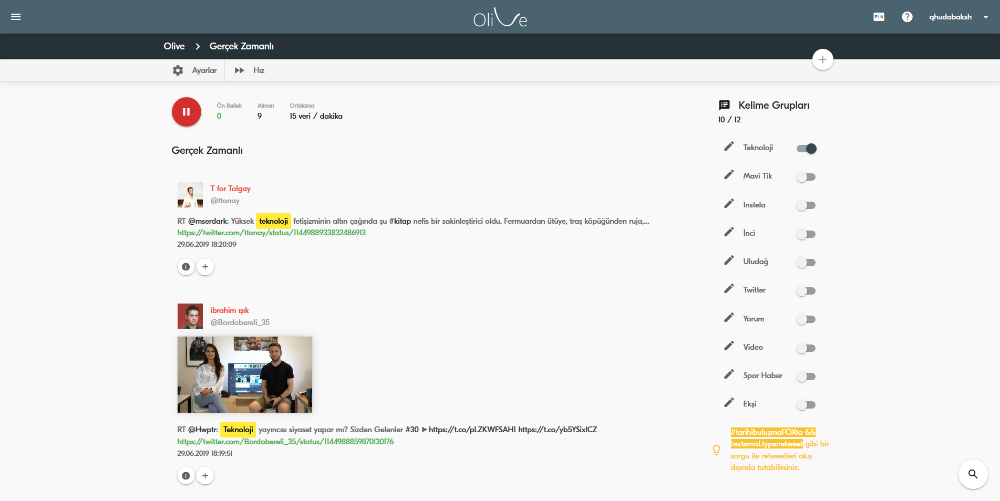 Olive
PIN
?
qhudabaksh
Olive > Gerçek Zamanlı
Ayarlar
Hız
Ön Bellek
0
Alınan
9
Ortalama
15 veri / dakika
Gerçek Zamanlı
T for Tolgay
@ttonay
RT @mserdark: Yüksek teknoloji fetişizminin altın çağında şu #kitap nefis bir sakinleştirici oldu. Fermuardan ütüye, traş köpüğünden ruja,...
https://twitter.com/ttonay/status/1144988933832486913
29.06.2019 18:20:09
ibrahim ışık
@Bordobereli_35
RT @Hwptr: Teknoloji yayıncısı siyaset yapar mı? Sizden Gelenler #30 ►https://t.co/pLZKWFSAH1 https://t.co/yb5YSixICZ
https://twitter.com/Bordobereli_35/status/1144988859870130176
29.06.2019 18:19:51
Kelime Grupları
10 / 12
Teknoloji
Mavi Tik
Instela
İnci
Uludağ
Twitter
Yorum
Video
Spor Haber
Ekşi
#tarihibuluşmaFOXta &&
!external.type:retweet gibi bir
sorgu ile retweetleri akış
dışında tutabilirsiniz.